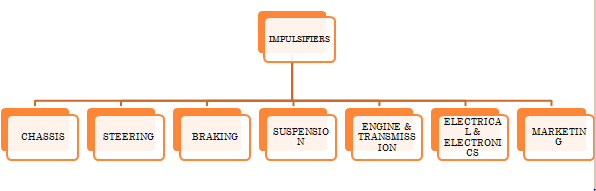 IMPULSIFIERS
CHASSIS
STEERING
BRAKING
SUSPENSIO
N
ENGINE &
TRANSMISS
ION
ELECTRICA
L &
ELECTRONI
CS
MARKETIN
G